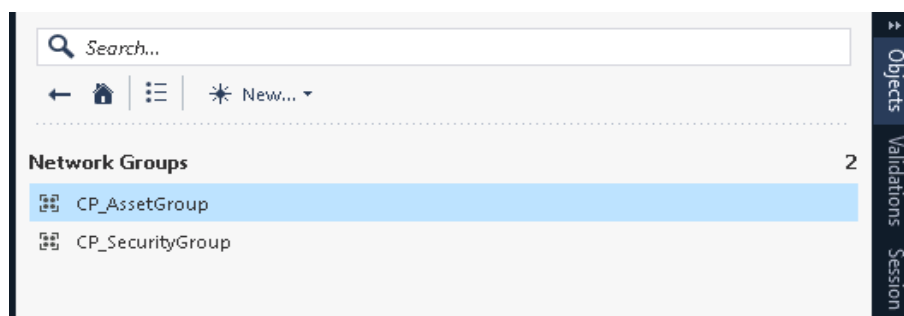 Search...
New...
Network Groups 2
CP_AssetGroup
CP_SecurityGroup
Objects
Validations
Session